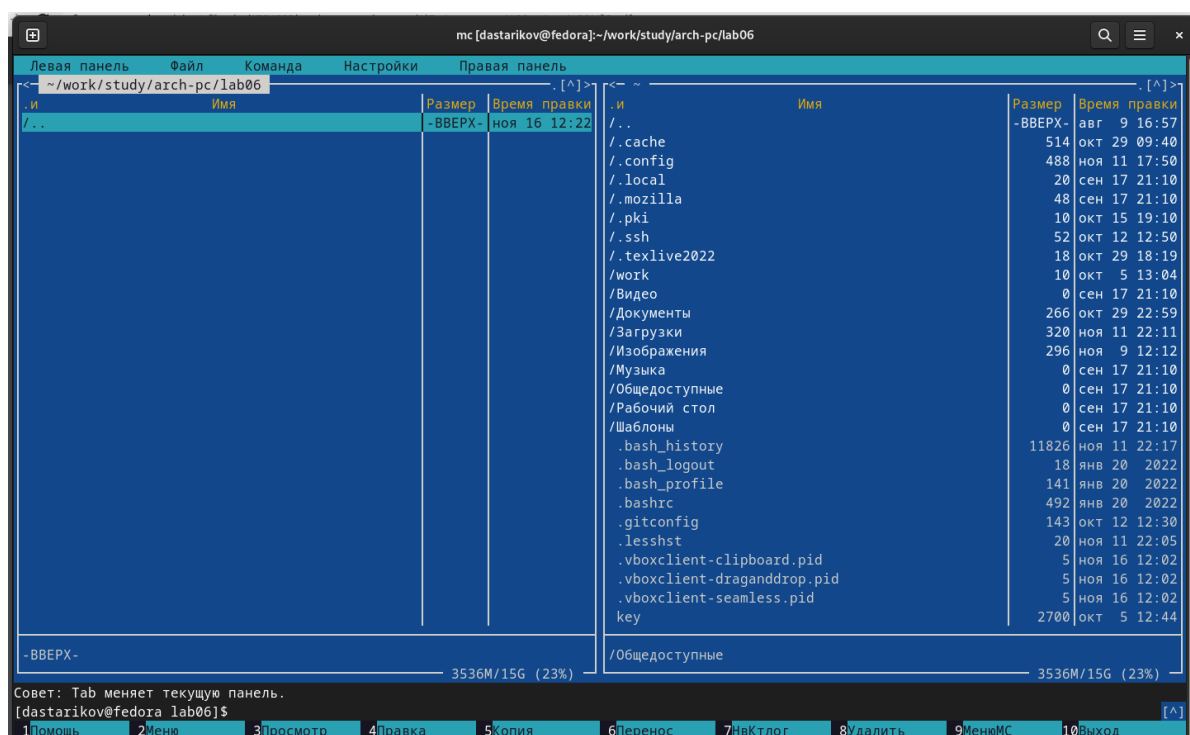 mc [dastarikov@fedora]:~/work/study/arch-pc/lab06
Левая панель Файл Команда Настройки Правая панель
<─ ~/work/study/arch-pc/lab06 .[^]>
.и Имя Размер Время правки
/.. -ВВЕРХ- ноя 16 12:22
-ВВЕРХ-
3536M/15G (23%)
<─ ~ .[^]>
.и Имя Размер Время правки
/.. -ВВЕРХ- авг 9 16:57
/.cache 514 окт 29 09:40
/.config 488 ноя 11 17:50
/.local 20 сен 17 21:10
/.mozilla 48 сен 17 21:10
/.pki 10 окт 15 19:10
/.ssh 52 окт 12 12:50
/.texlive2022 18 окт 29 18:19
/work 10 окт 5 13:04
/Видео 0 сен 17 21:10
/Документы 266 окт 29 22:59
/Загрузки 320 ноя 11 22:11
/Изображения 296 ноя 9 12:12
/Музыка 0 сен 17 21:10
/Общедоступные 0 сен 17 21:10
/Рабочий стол 0 сен 17 21:10
/Шаблоны 0 сен 17 21:10
.bash_history 11826 ноя 11 22:17
.bash_logout 18 янв 20 2022
.bash_profile 141 янв 20 2022
.bashrc 492 янв 20 2022
.gitconfig 143 окт 12 12:30
.lesshst 20 ноя 11 22:05
.vboxclient-clipboard.pid 5 ноя 16 12:02
.vboxclient-draganddrop.pid 5 ноя 16 12:02
.vboxclient-seamless.pid 5 ноя 16 12:02
key 2700 окт 5 12:44
/Общедоступные
3536M/15G (23%)
Совет: Tab меняет текущую панель.
[dastarikov@fedora lab06]$ [^]
1Помощь 2Меню 3Просмотр 4Правка 5Копия 6Перенос 7НвКтлог 8Удалить 9МенюMC 10Выход